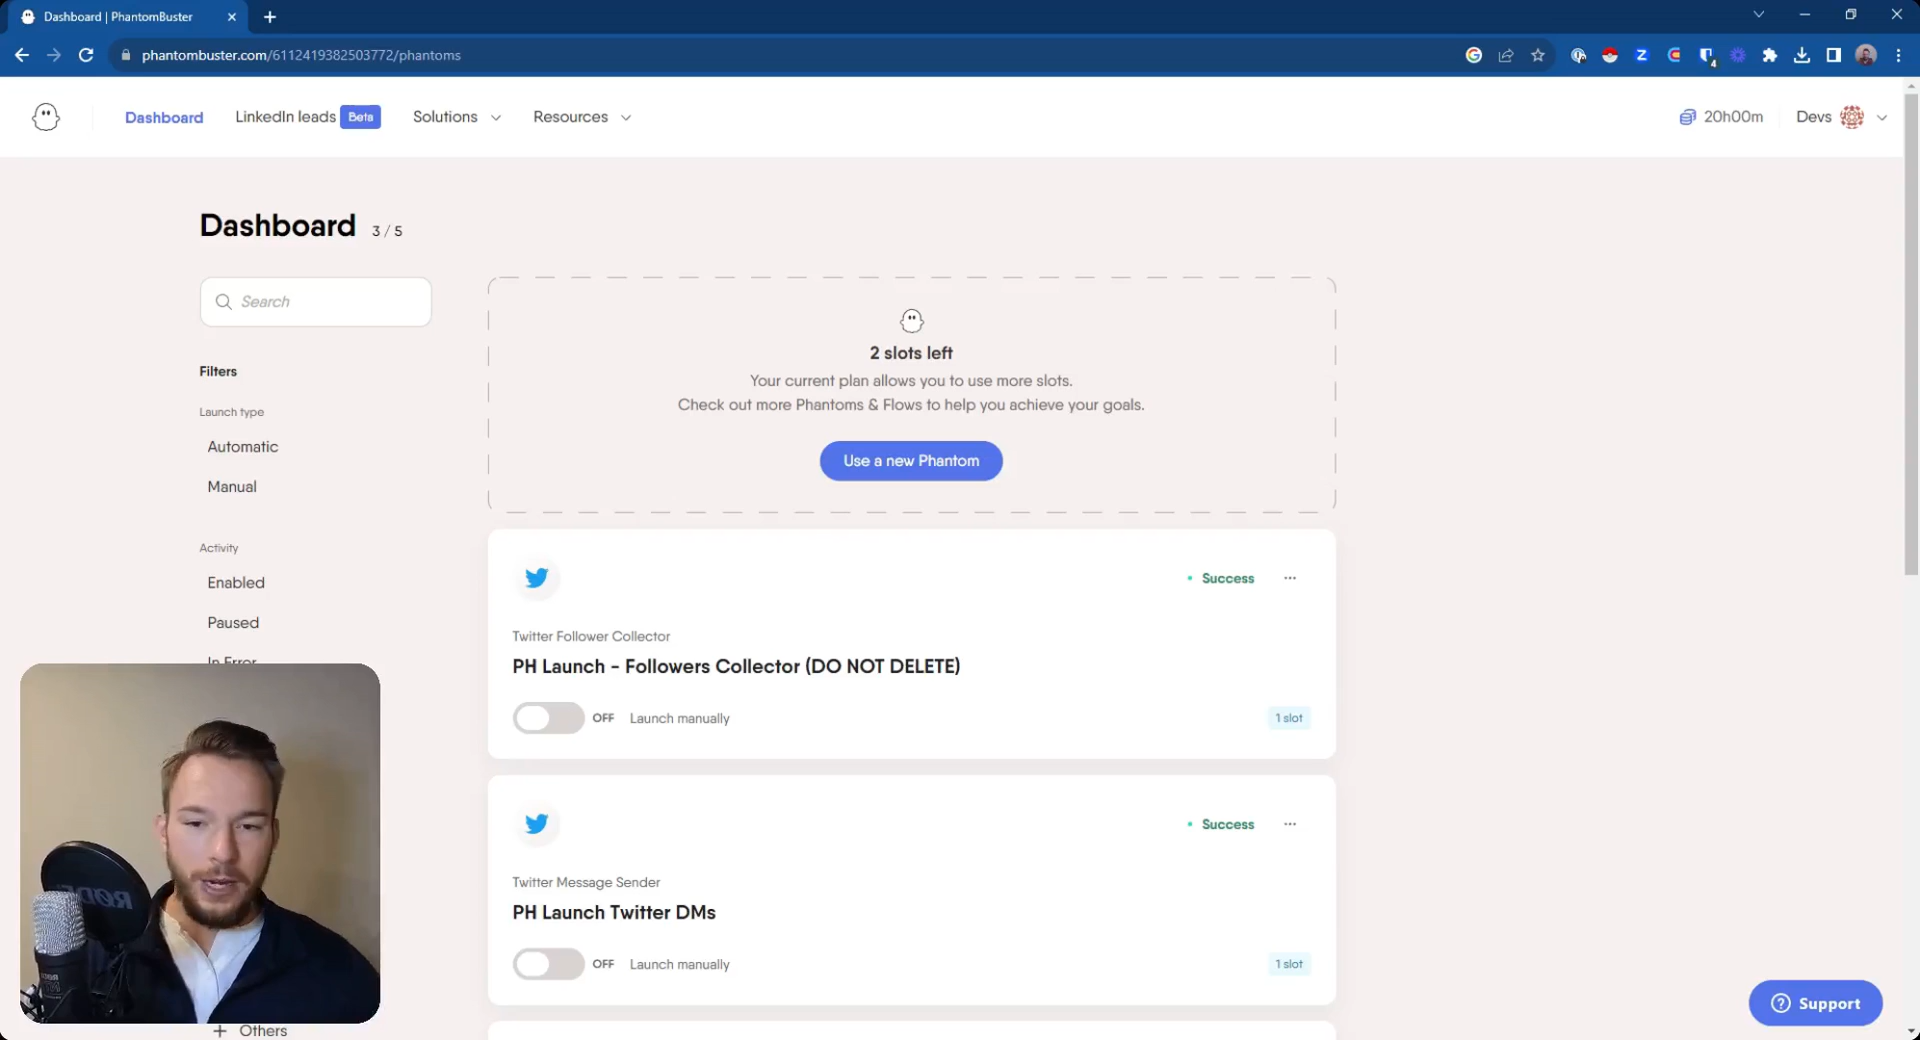 Dashboard | PhantomBuster
phantombuster.com/6112419382503772/phantoms
4
Dashboard
LinkedIn leads Beta
Solutions
Resources
20h00m
Devs
Dashboard 3 / 5
Search
2 slots left
Your current plan allows you to use more slots.
Check out more Phantoms & Flows to help you achieve your goals.
Use a new Phantom
Filters
Launch type
Automatic
Manual
Activity
Enabled
Paused
In Error
Success
Twitter Follower Collector
PH Launch - Followers Collector (DO NOT DELETE)
OFF Launch manually
1 slot
Success
Twitter Message Sender
PH Launch Twitter DMs
OFF Launch manually
1 slot
RØDE
+ Others
Support